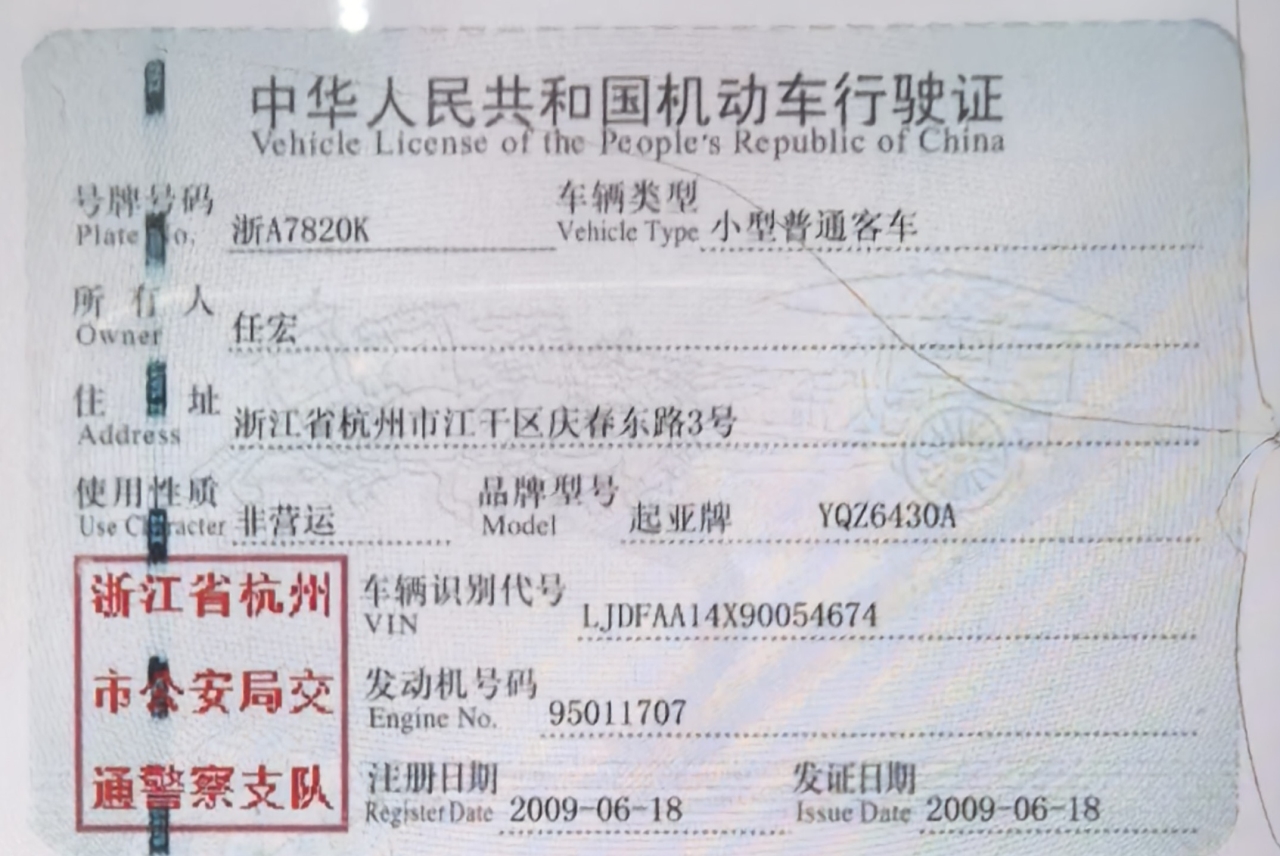 中华人民共和国机动车行驶证
Vehicle License of the People's Republic of China
号牌号码 车辆类型
Plate No. 浙A7820K Vehicle Type 小型普通客车
所有人
Owner 任宏
住址
Address 浙江省杭州市江干区庆春东路3号
使用性质 品牌型号
Use Character 非营运 Model 起亚牌 YQZ6430A
浙江省杭州
市公安局交
通警察支队
车辆识别代号
VIN LJDFAA14X90054674
发动机号码
Engine No. 95011707
注册日期 发证日期
Register Date 2009-06-18 Issue Date 2009-06-18